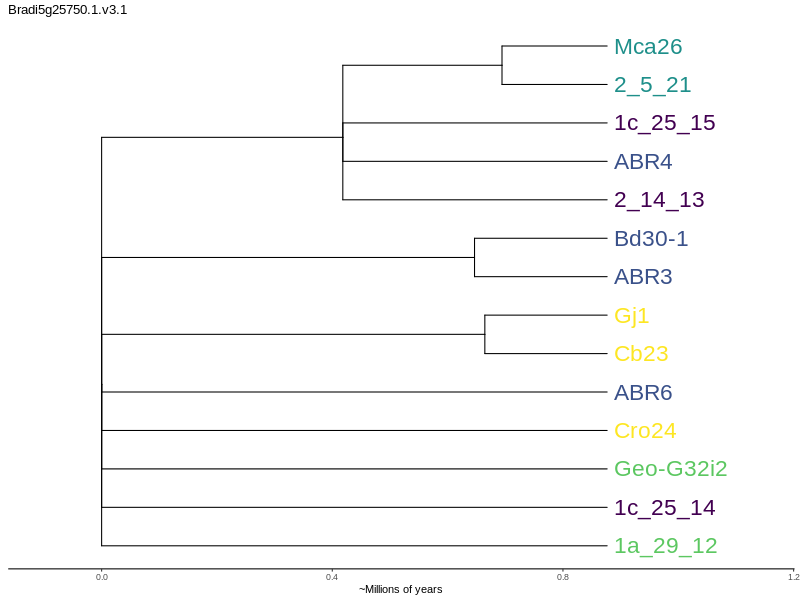 Bradi5g25750.1.v3.1
Mca26
2_5_21
1c_25_15
ABR4
2_14_13
Bd30-1
ABR3
Gj1
Cb23
ABR6
Cro24
Geo-G32i2
1c_25_14
1a_29_12
0.0 0.4 0.8 1.2
~Millions of years